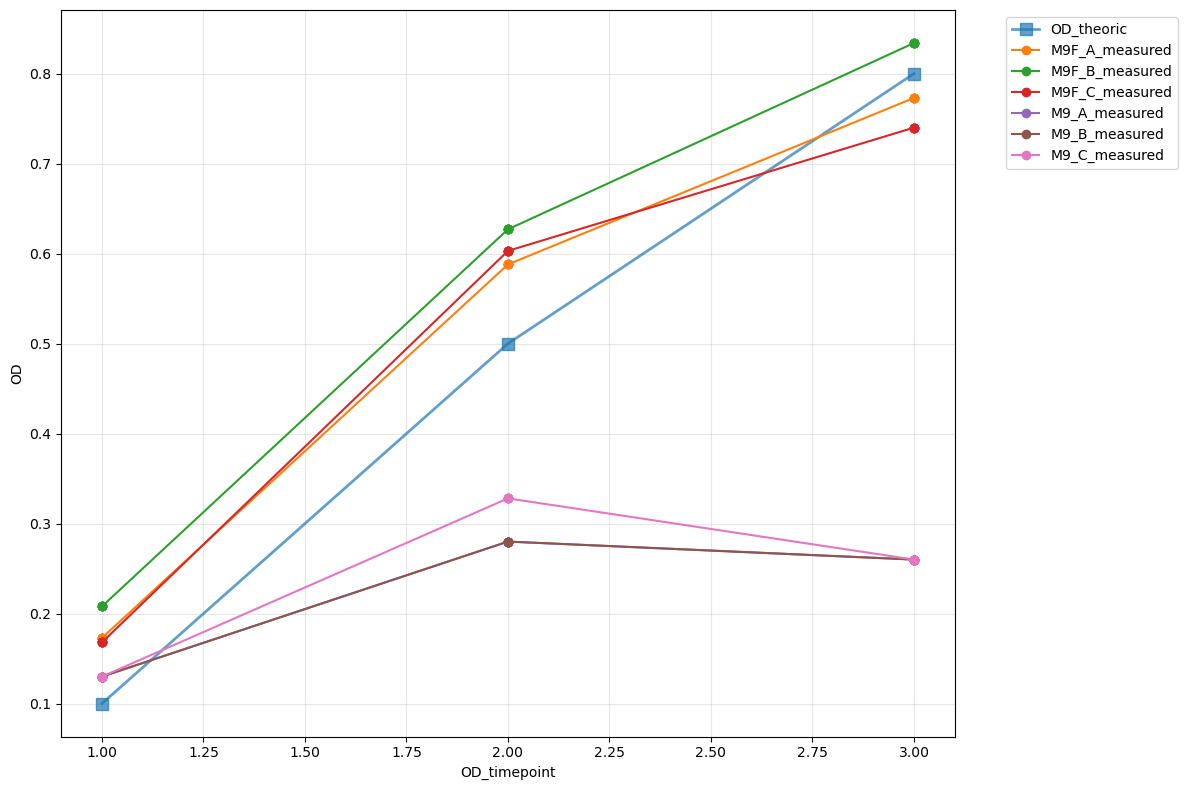 OD_theoric
M9F_A_measured
M9F_B_measured
M9F_C_measured
M9_A_measured
M9_B_measured
M9_C_measured
0.8
0.7
0.6
0.5
0.4
0.3
0.2
0.1
OD
1.00 1.25 1.50 1.75 2.00 2.25 2.50 2.75 3.00
OD_timepoint